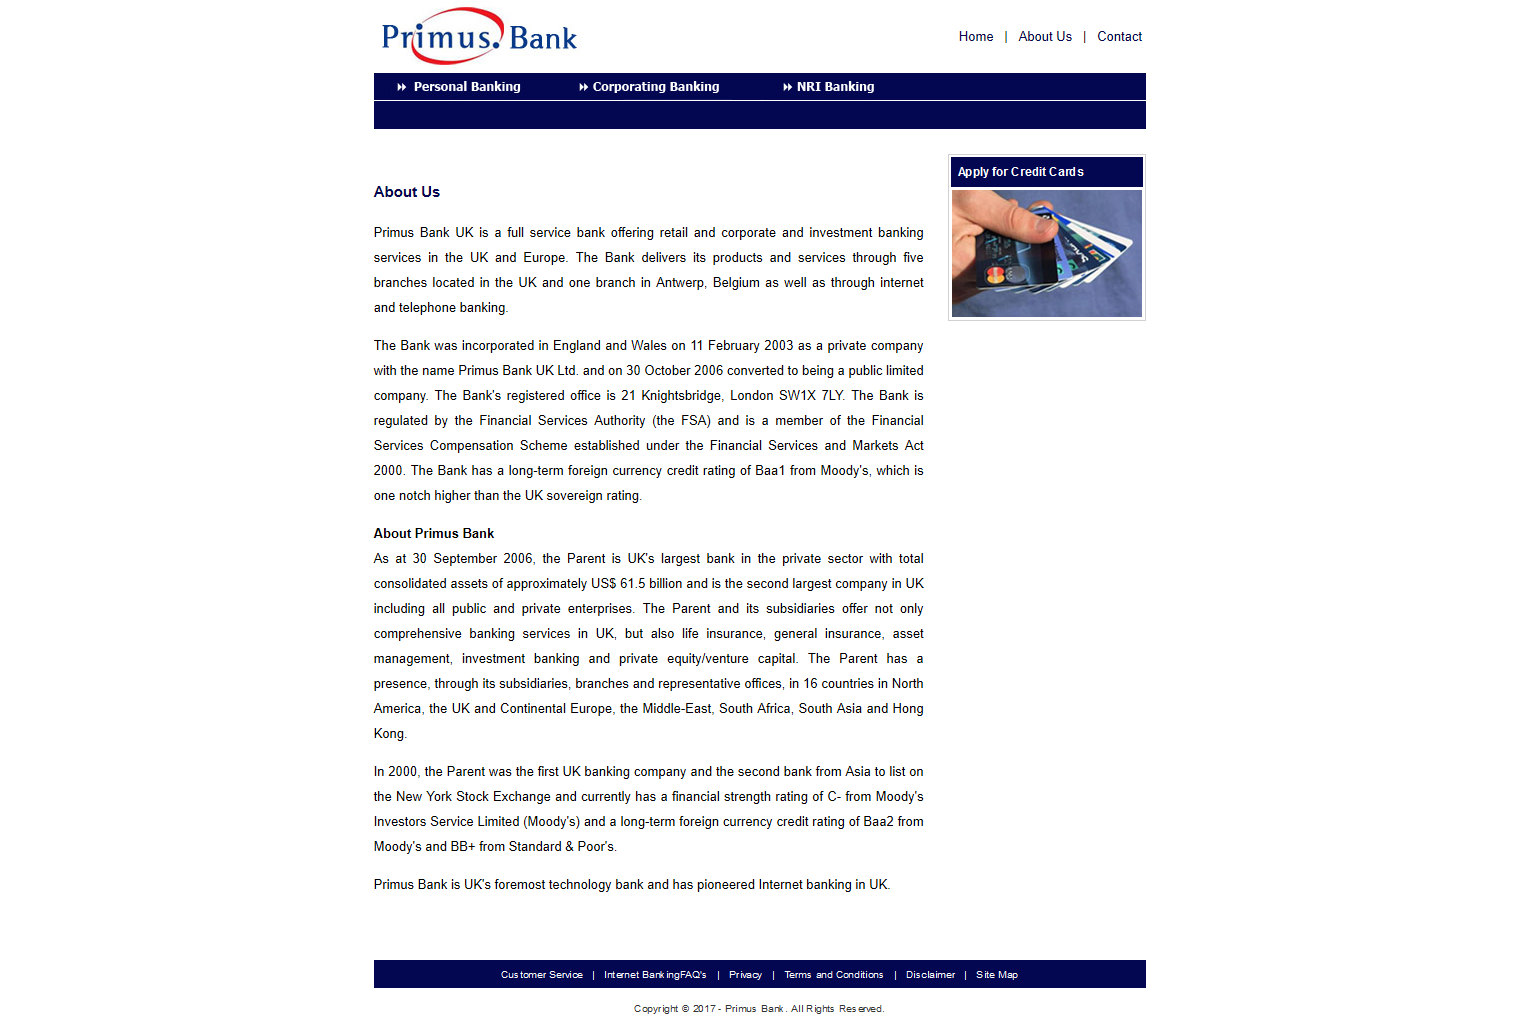 Primus. Bank
Home | About Us | Contact
Personal Banking
Corporating Banking
NRI Banking
Apply for Credit Cards
About Us
Primus Bank UK is a full service bank offering retail and corporate and investment banking
services in the UK and Europe. The Bank delivers its products and services through five
branches located in the UK and one branch in Antwerp, Belgium as well as through internet
and telephone banking.
The Bank was incorporated in England and Wales on 11 February 2003 as a private company
with the name Primus Bank UK Ltd. and on 30 October 2006 converted to being a public limited
company. The Bank's registered office is 21 Knightsbridge, London SW1X 7LY. The Bank is
regulated by the Financial Services Authority (the FSA) and is a member of the Financial
Services Compensation Scheme established under the Financial Services and Markets Act
2000. The Bank has a long-term foreign currency credit rating of Baa1 from Moody's, which is
one notch higher than the UK sovereign rating.
About Primus Bank
As at 30 September 2006, the Parent is UK's largest bank in the private sector with total
consolidated assets of approximately US$ 61.5 billion and is the second largest company in UK
including all public and private enterprises. The Parent and its subsidiaries offer not only
comprehensive banking services in UK, but also life insurance, general insurance, asset
management, investment banking and private equity/venture capital. The Parent has a
presence, through its subsidiaries, branches and representative offices, in 16 countries in North
America, the UK and Continental Europe, the Middle-East, South Africa, South Asia and Hong
Kong.
In 2000, the Parent was the first UK banking company and the second bank from Asia to list on
the New York Stock Exchange and currently has a financial strength rating of C- from Moody's
Investors Service Limited (Moody's) and a long-term foreign currency credit rating of Baa2 from
Moody's and BB+ from Standard & Poor's.
Primus Bank is UK's foremost technology bank and has pioneered Internet banking in UK.
Customer Service | Internet BankingFAQ's | Privacy | Terms and Conditions | Disclaimer | Site Map
Copyright © 2017 - Primus Bank. All Rights Reserved.